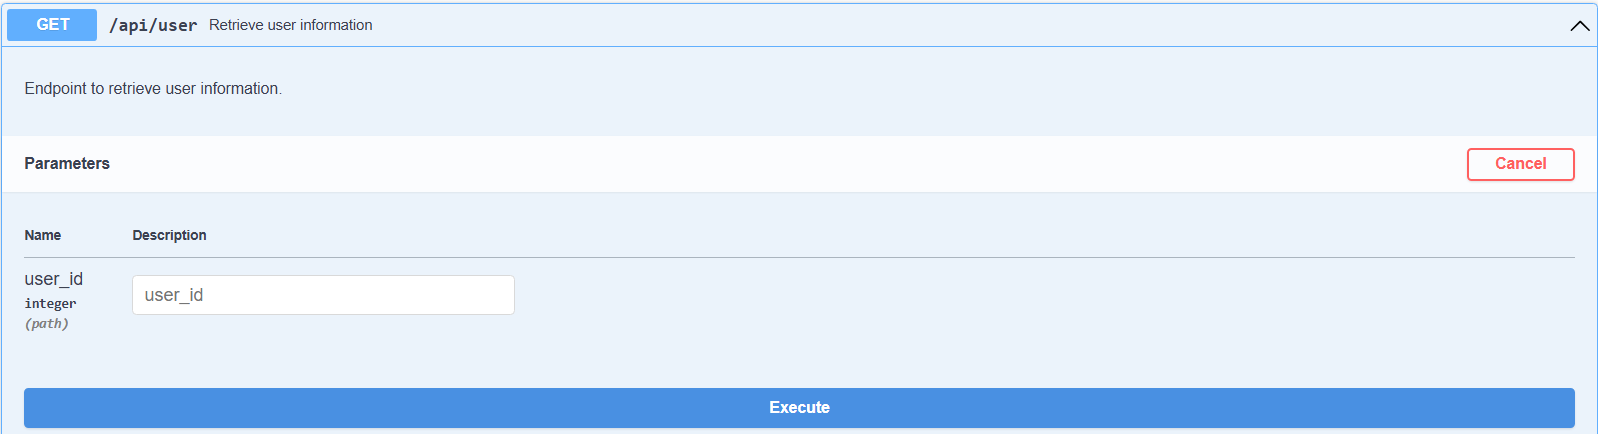 GET /api/user Retrieve user information
Endpoint to retrieve user information.
Parameters Cancel
Name Description
user_id
integer
(path)
user_id
Execute